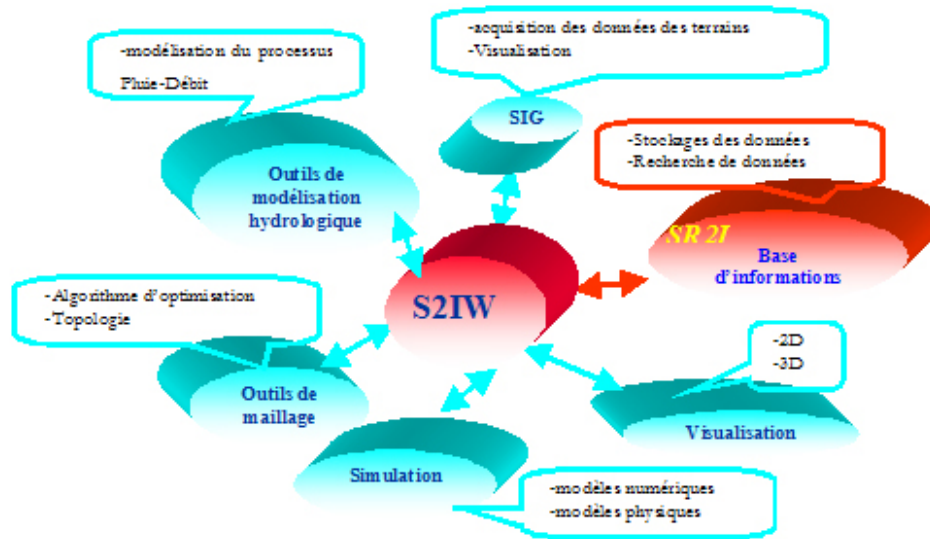 -acquisition des données des terrains
-Visualisation
-modélisation du processus
Pluie-Débit
SIG
-Stockages des données
-Recherche de données
Outils de
modélisation
hydrologique
SR2I
Base
d'informations
-Algorithme d'optimisation
-Topologie
S2IW
-2D
-3D
Outils de
maillage
Visualisation
Simulation
-modèles numériques
-modèles physiques